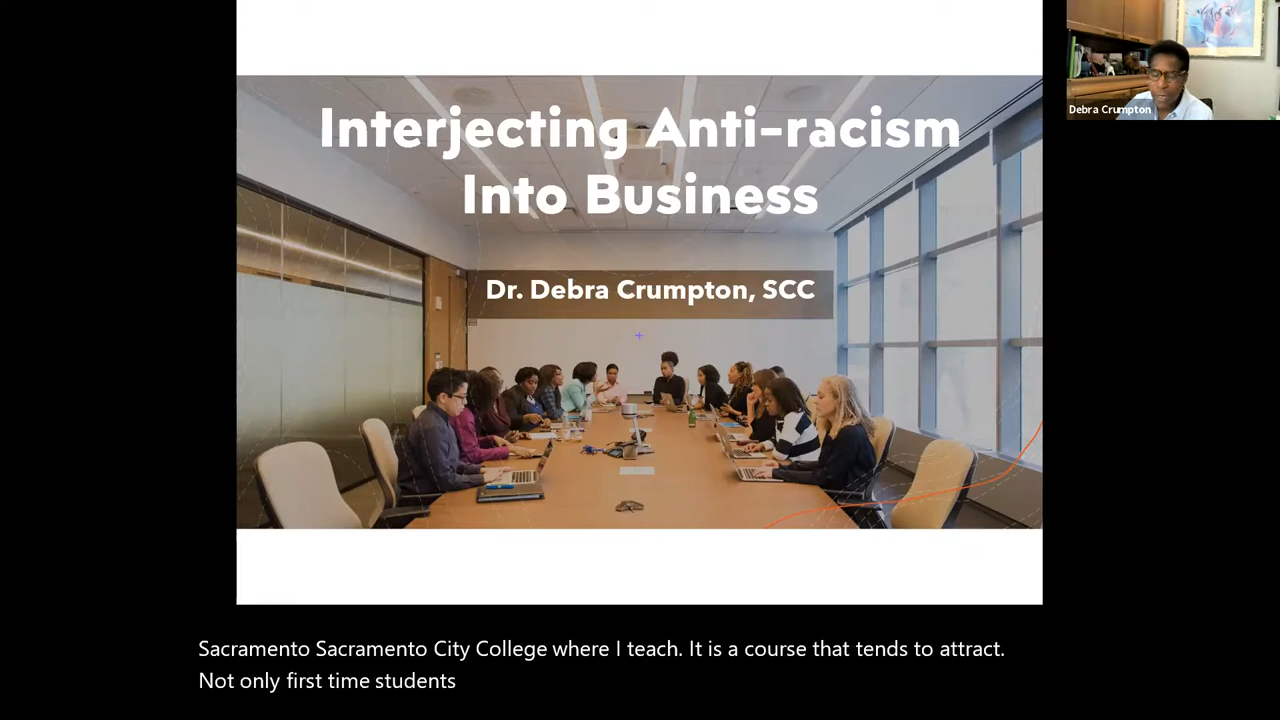 Interjecting Anti-racism
Into Business
Dr. Debra Crumpton, SCC
Debra Crumpton
Sacramento Sacramento City College where I teach. It is a course that tends to attract.
Not only first time students